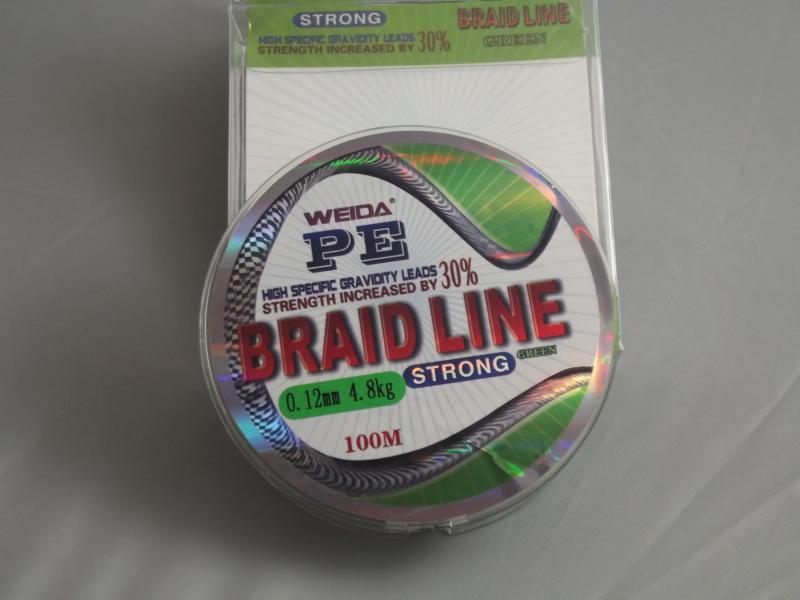 STRONG
BRAID LINE
HIGH SPECIFIC GRAVIDITY LEADS
STRENGTH INCREASED BY 30%
GREEN
WEIDA®
PE
HIGH SPECIFIC GRAVIDITY LEADS
STRENGTH INCREASED BY 30%
BRAID LINE
STRONG GREEN
0.12mm 4.8kg
100M